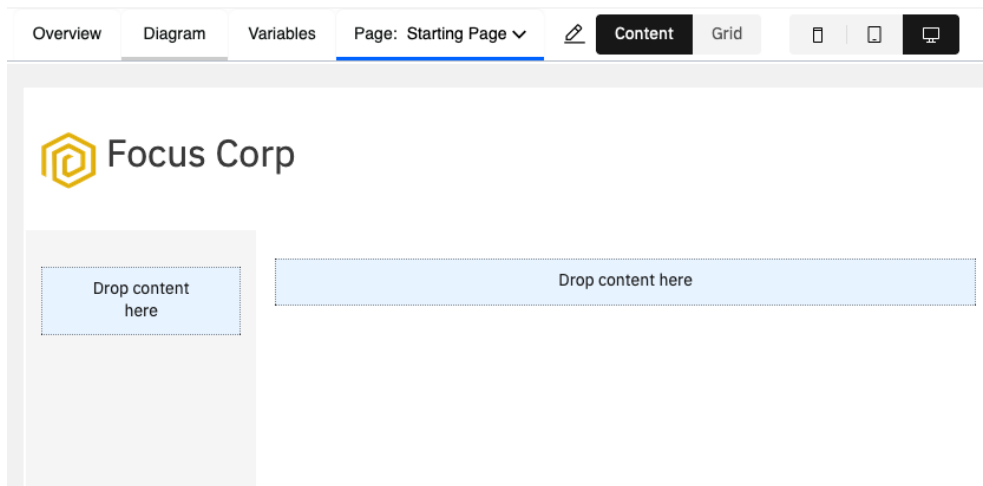 Overview Diagram Variables Page: Starting Page Content Grid
Focus Corp
Drop content
here
Drop content here